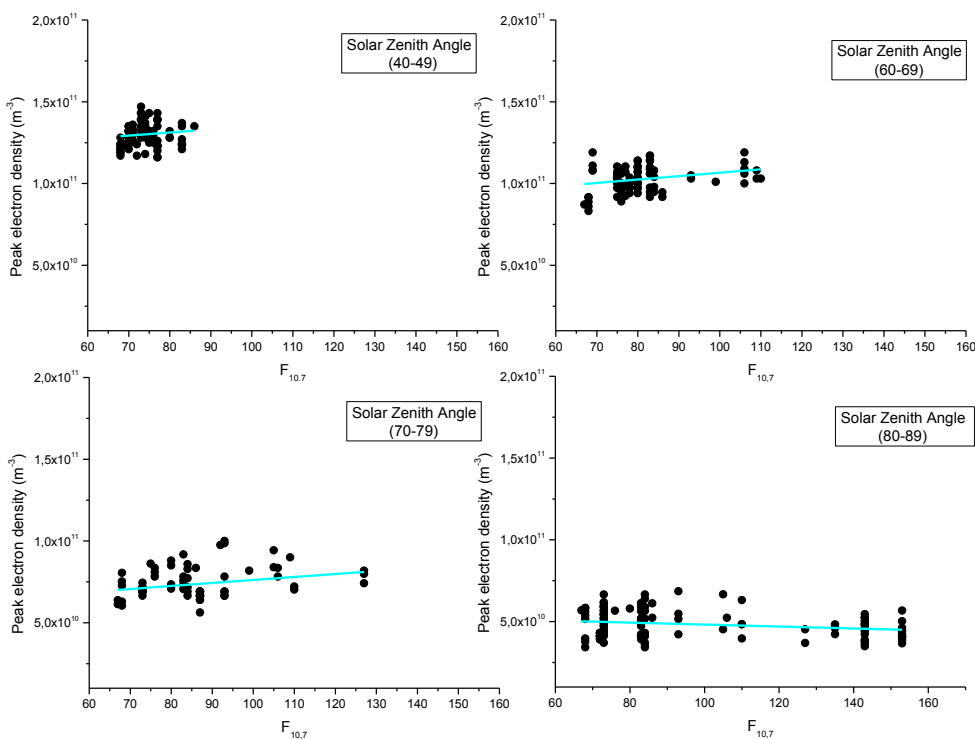 2,0x10¹¹
1,5x10¹¹
1,0x10¹¹
5,0x10¹⁰
Peak electron density (m⁻³)
Solar Zenith Angle
(40-49)
60 70 80 90 100 110 120 130 140 150 160
F₁₀,₇
2,0x10¹¹
1,5x10¹¹
1,0x10¹¹
5,0x10¹⁰
Peak electron density (m⁻³)
Solar Zenith Angle
(60-69)
60 70 80 90 100 110 120 130 140 150 160
F₁₀,₇
2,0x10¹¹
1,5x10¹¹
1,0x10¹¹
5,0x10¹⁰
Peak electron density (m⁻³)
Solar Zenith Angle
(70-79)
60 70 80 90 100 110 120 130 140 150 160
F₁₀,₇
2,0x10¹¹
1,5x10¹¹
1,0x10¹¹
5,0x10¹⁰
Peak electron density (m⁻³)
Solar Zenith Angle
(80-89)
60 70 80 90 100 110 120 130 140 150 160
F₁₀,₇